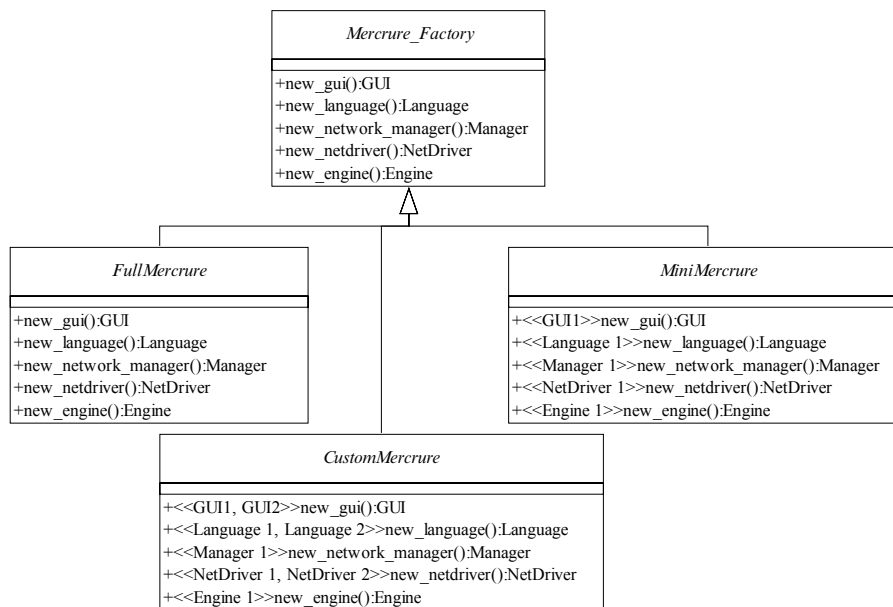 Mercrure_Factory
+new_gui():GUI
+new_language():Language
+new_network_manager():Manager
+new_netdriver():NetDriver
+new_engine():Engine
FullMercrure
+new_gui():GUI
+new_language():Language
+new_network_manager():Manager
+new_netdriver():NetDriver
+new_engine():Engine
MiniMercrure
+<<GUI1>>new_gui():GUI
+<<Language 1>>new_language():Language
+<<Manager 1>>new_network_manager():Manager
+<<NetDriver 1>>new_netdriver():NetDriver
+<<Engine 1>>new_engine():Engine
CustomMercrure
+<<GUI1, GUI2>>new_gui():GUI
+<<Language 1, Language 2>>new_language():Language
+<<Manager 1>>new_network_manager():Manager
+<<NetDriver 1, NetDriver 2>>new_netdriver():NetDriver
+<<Engine 1>>new_engine():Engine